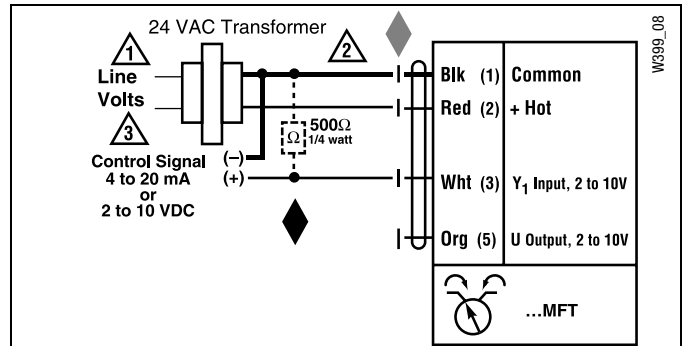 24 VAC Transformer
1
2
Line
Volts
3
Control Signal
4 to 20 mA
or
2 to 10 VDC
(–)
(+)
Ω
500Ω
1/4 watt
Blk (1) Common
Red (2) + Hot
Wht (3) Y₁ Input, 2 to 10V
Org (5) U Output, 2 to 10V
...MFT
W399_08